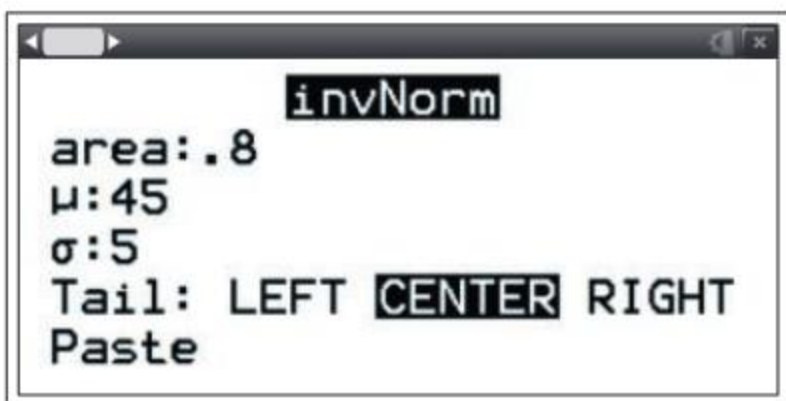 invNorm
area:.8
μ:45
σ:5
Tail: LEFT CENTER RIGHT
Paste